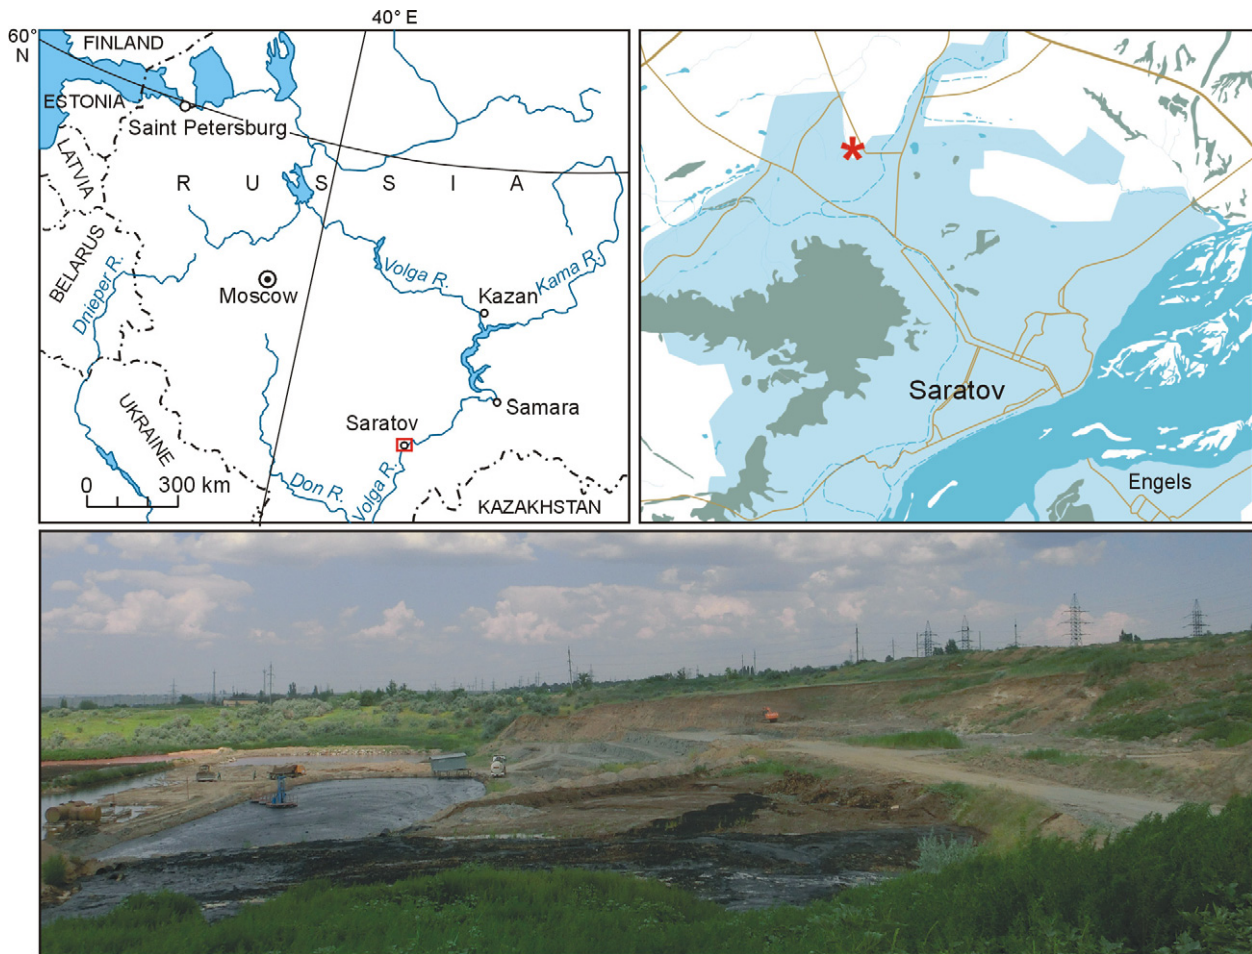 40° E
60°
N
FINLAND
ESTONIA
Saint Petersburg
LATVIA
R U S S I A
BELARUS
Dnieper R.
Moscow
Volga R.
Kama R.
Kazan
UKRAINE
Samara
Saratov
0 300 km
Don R.
Volga R.
KAZAKHSTAN
*
Saratov
Engels